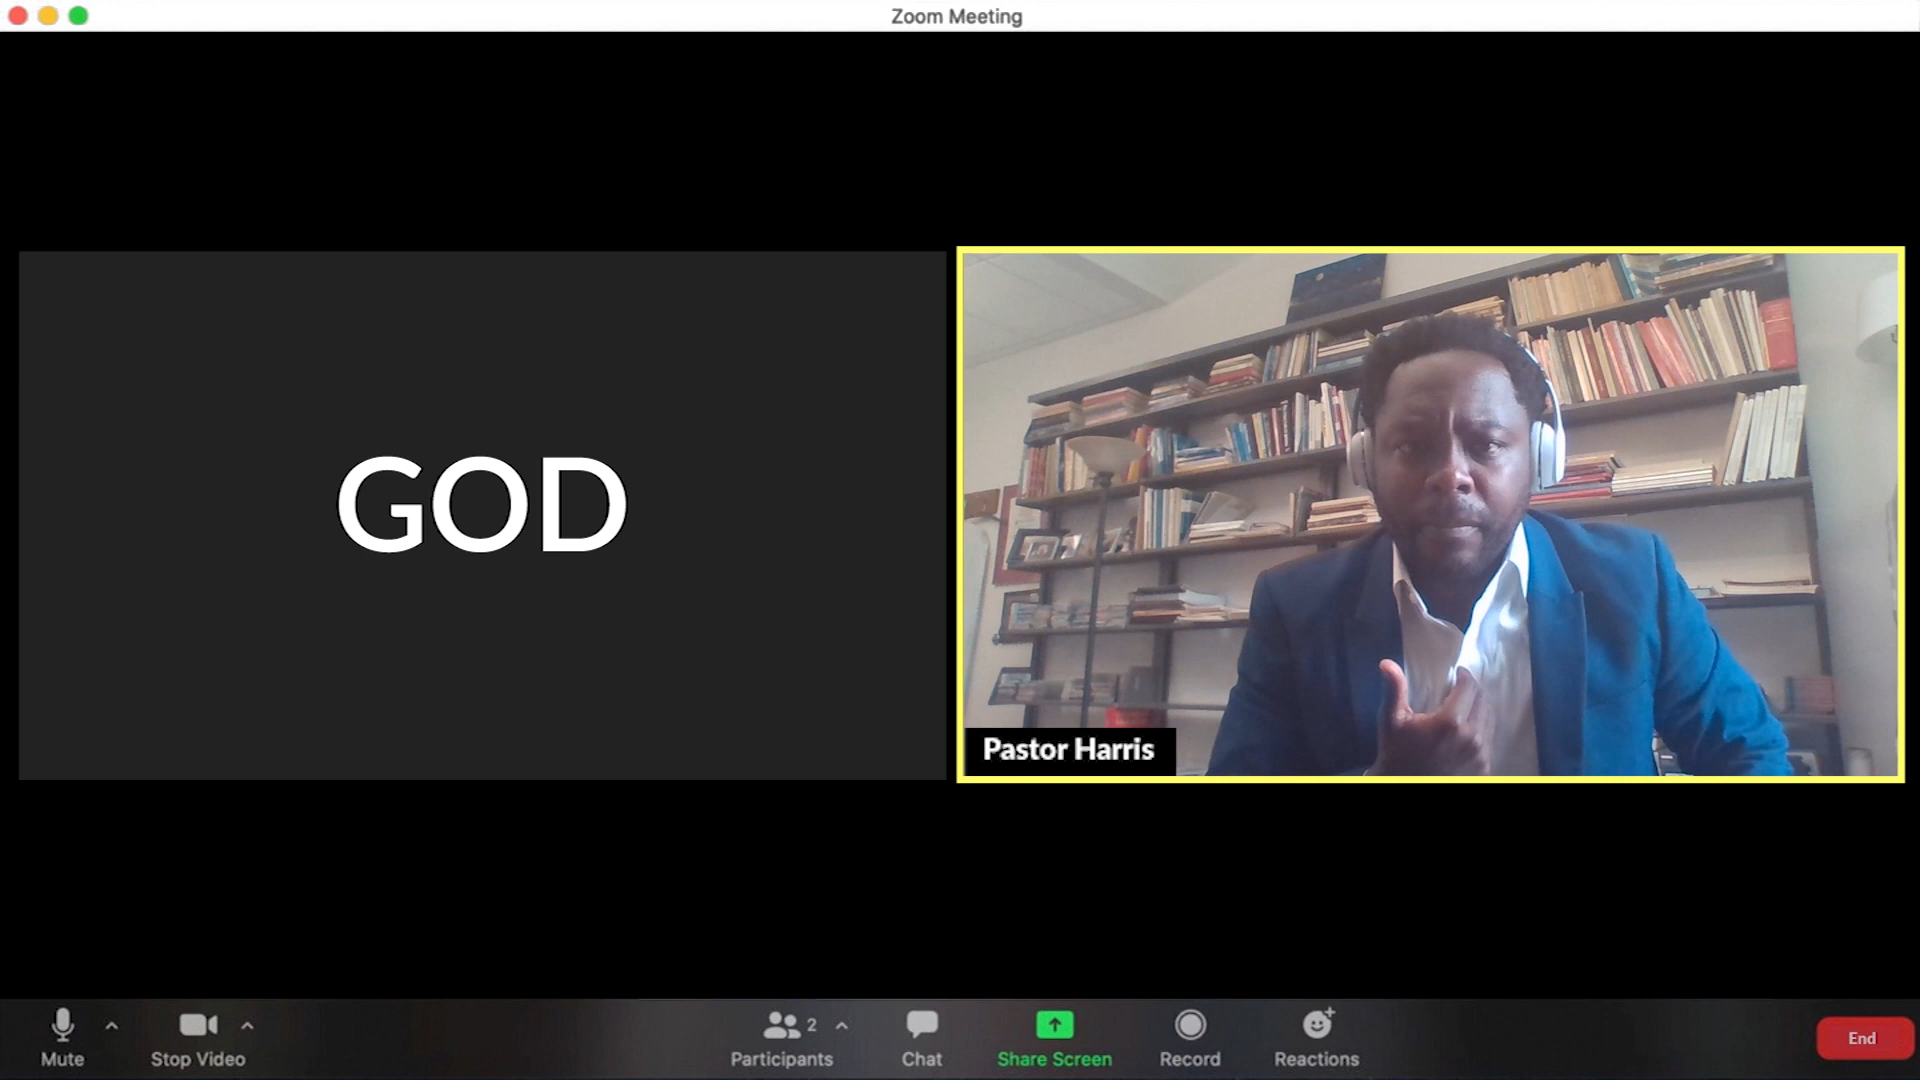 Zoom Meeting
GOD
Pastor Harris
Mute
Stop Video
2
Participants
Chat
Share Screen
Record
Reactions
End